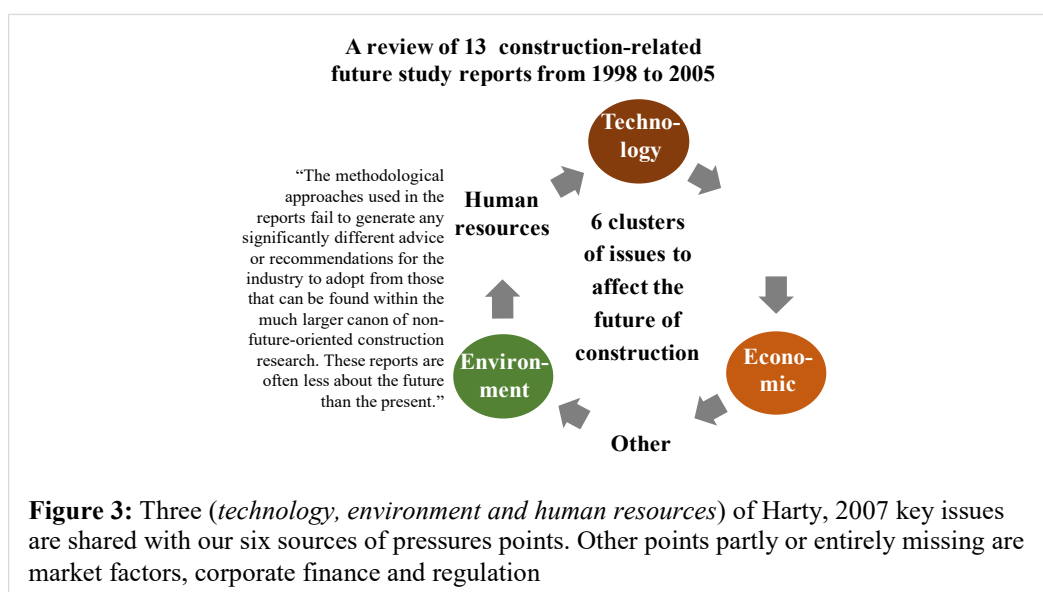 A review of 13 construction-related
future study reports from 1998 to 2005
Techno-
logy
“The methodological
approaches used in the
reports fail to generate any
significantly different advice
or recommendations for the
industry to adopt from those
that can be found within the
much larger canon of non-
future-oriented construction
research. These reports are
often less about the future
than the present.”
Human
resources
6 clusters
of issues to
affect the
future of
construction
Environ-
ment
Econo-
mic
Other
Figure 3: Three (technology, environment and human resources) of Harty, 2007 key issues
are shared with our six sources of pressures points. Other points partly or entirely missing are
market factors, corporate finance and regulation